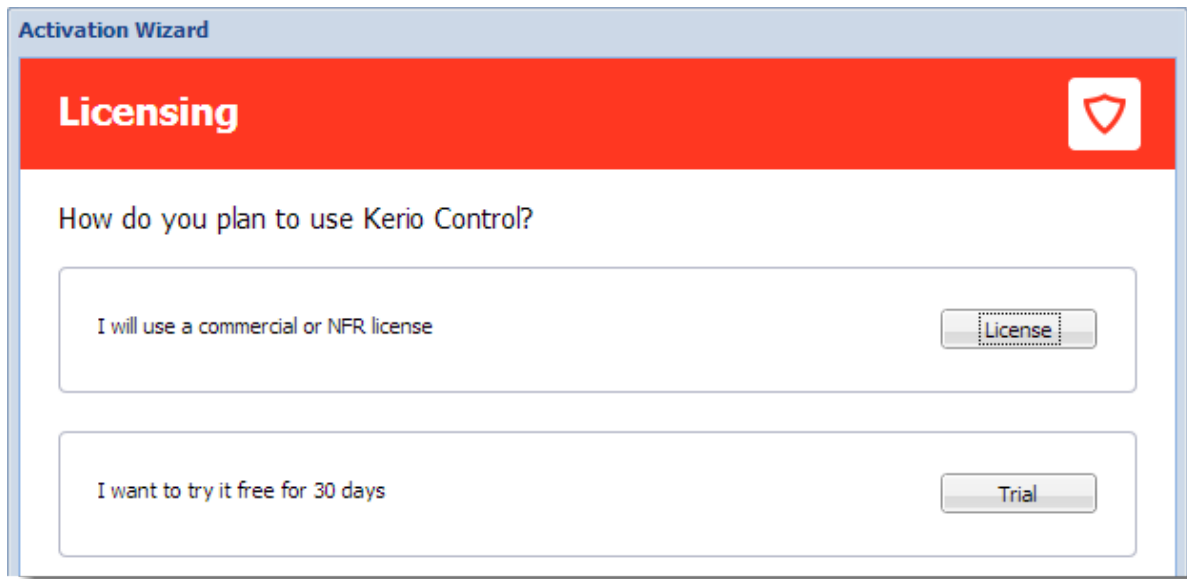 Activation Wizard
Licensing
How do you plan to use Kerio Control?
I will use a commercial or NFR license
License
I want to try it free for 30 days
Trial